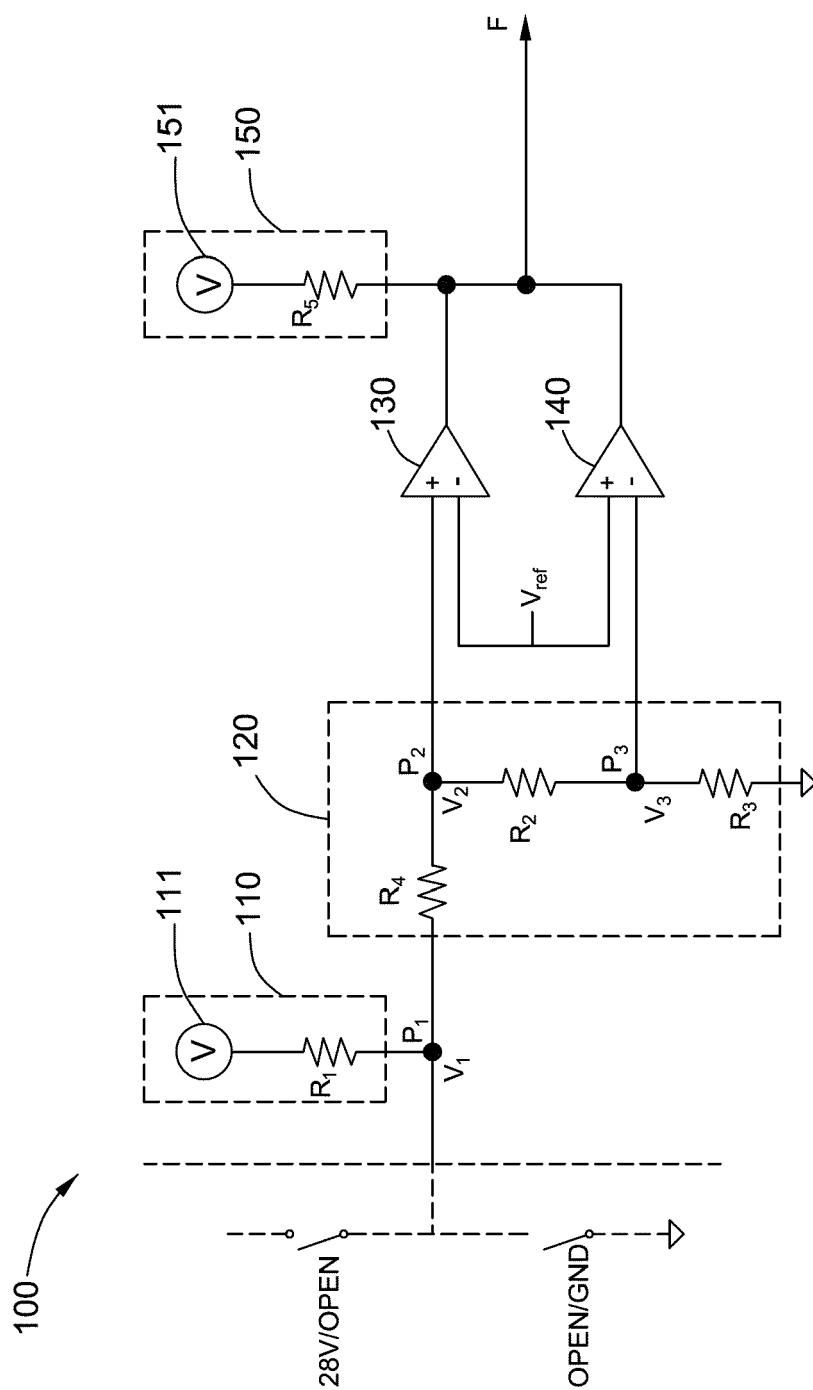 100
28V/OPEN
OPEN/GND
111
110
V
R1
P1
V1
120
R4
P2
V2
R2
P3
V3
R3
Vref
130
+
-
140
+
-
151
150
V
R5
F